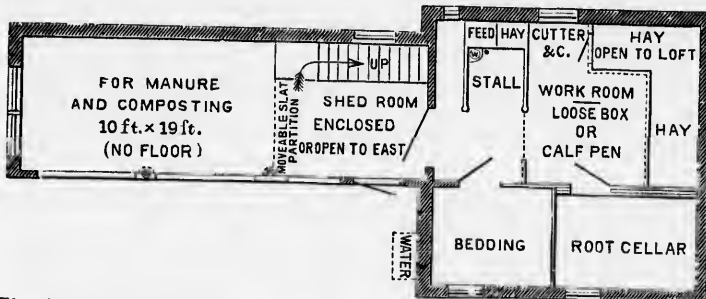 FOR MANURE
AND COMPOSTING
10 ft. × 19 ft.
(NO FLOOR)
MOVEABLE SLAT
PARTITION
UP
SHED ROOM
ENCLOSED
OR OPEN TO EAST
FEED
HAY
W
STALL
CUTTER
&C.
HAY
OPEN TO LOFT
WORK ROOM
LOOSE BOX
OR
CALF PEN
HAY
WATER
BEDDING
ROOT CELLAR